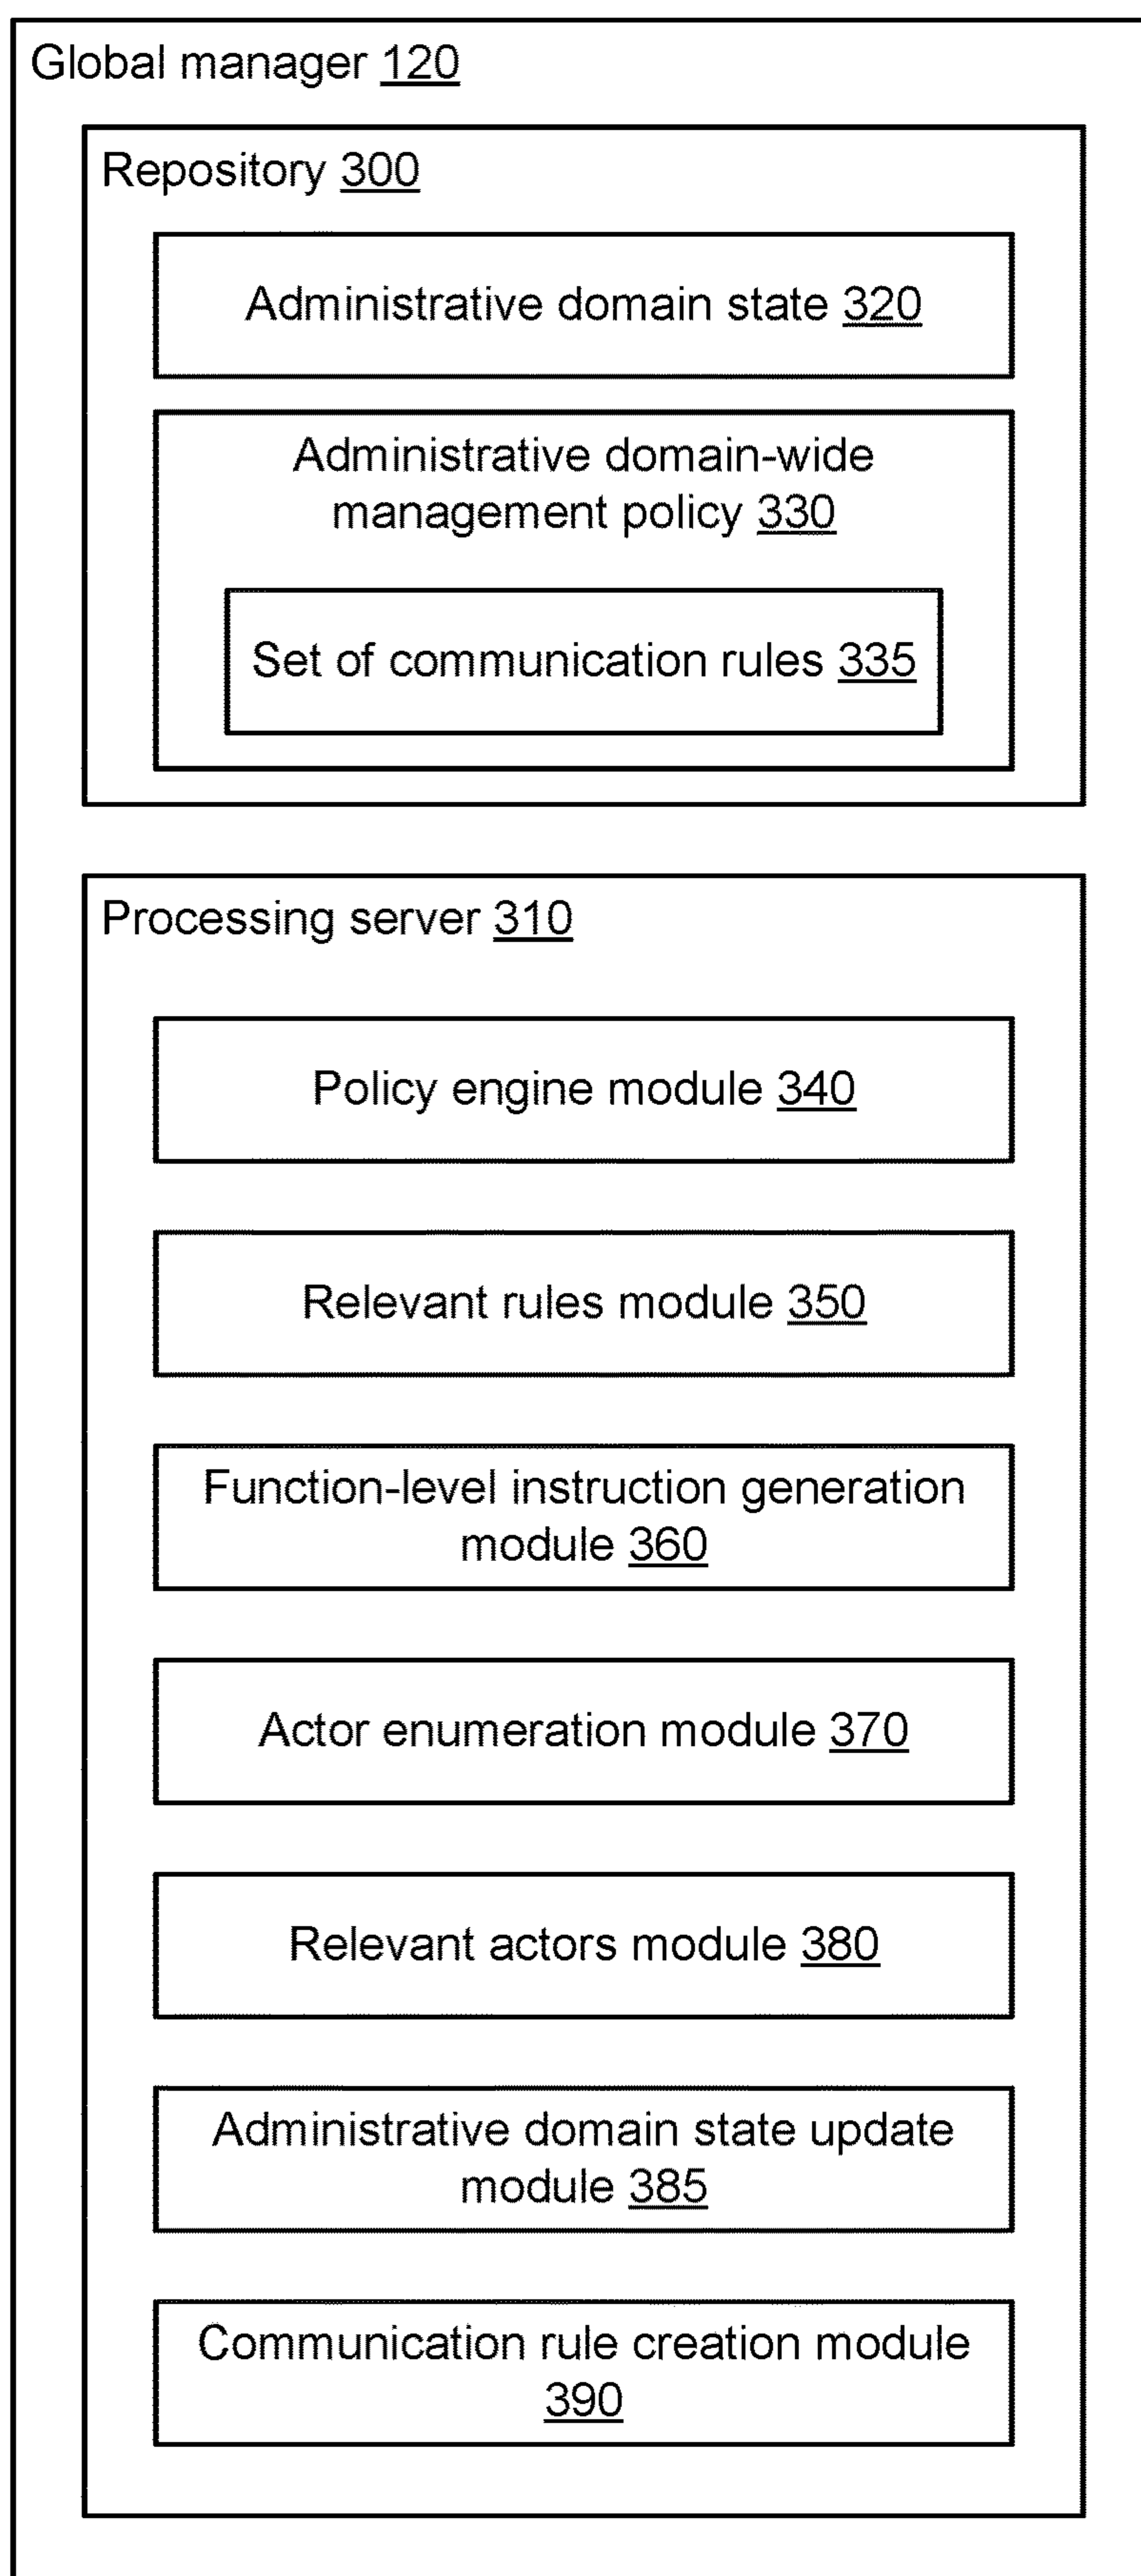 Global manager 120
Repository 300
Administrative domain state 320
Administrative domain-wide
management policy 330
Set of communication rules 335
Processing server 310
Policy engine module 340
Relevant rules module 350
Function-level instruction generation
module 360
Actor enumeration module 370
Relevant actors module 380
Administrative domain state update
module 385
Communication rule creation module
390